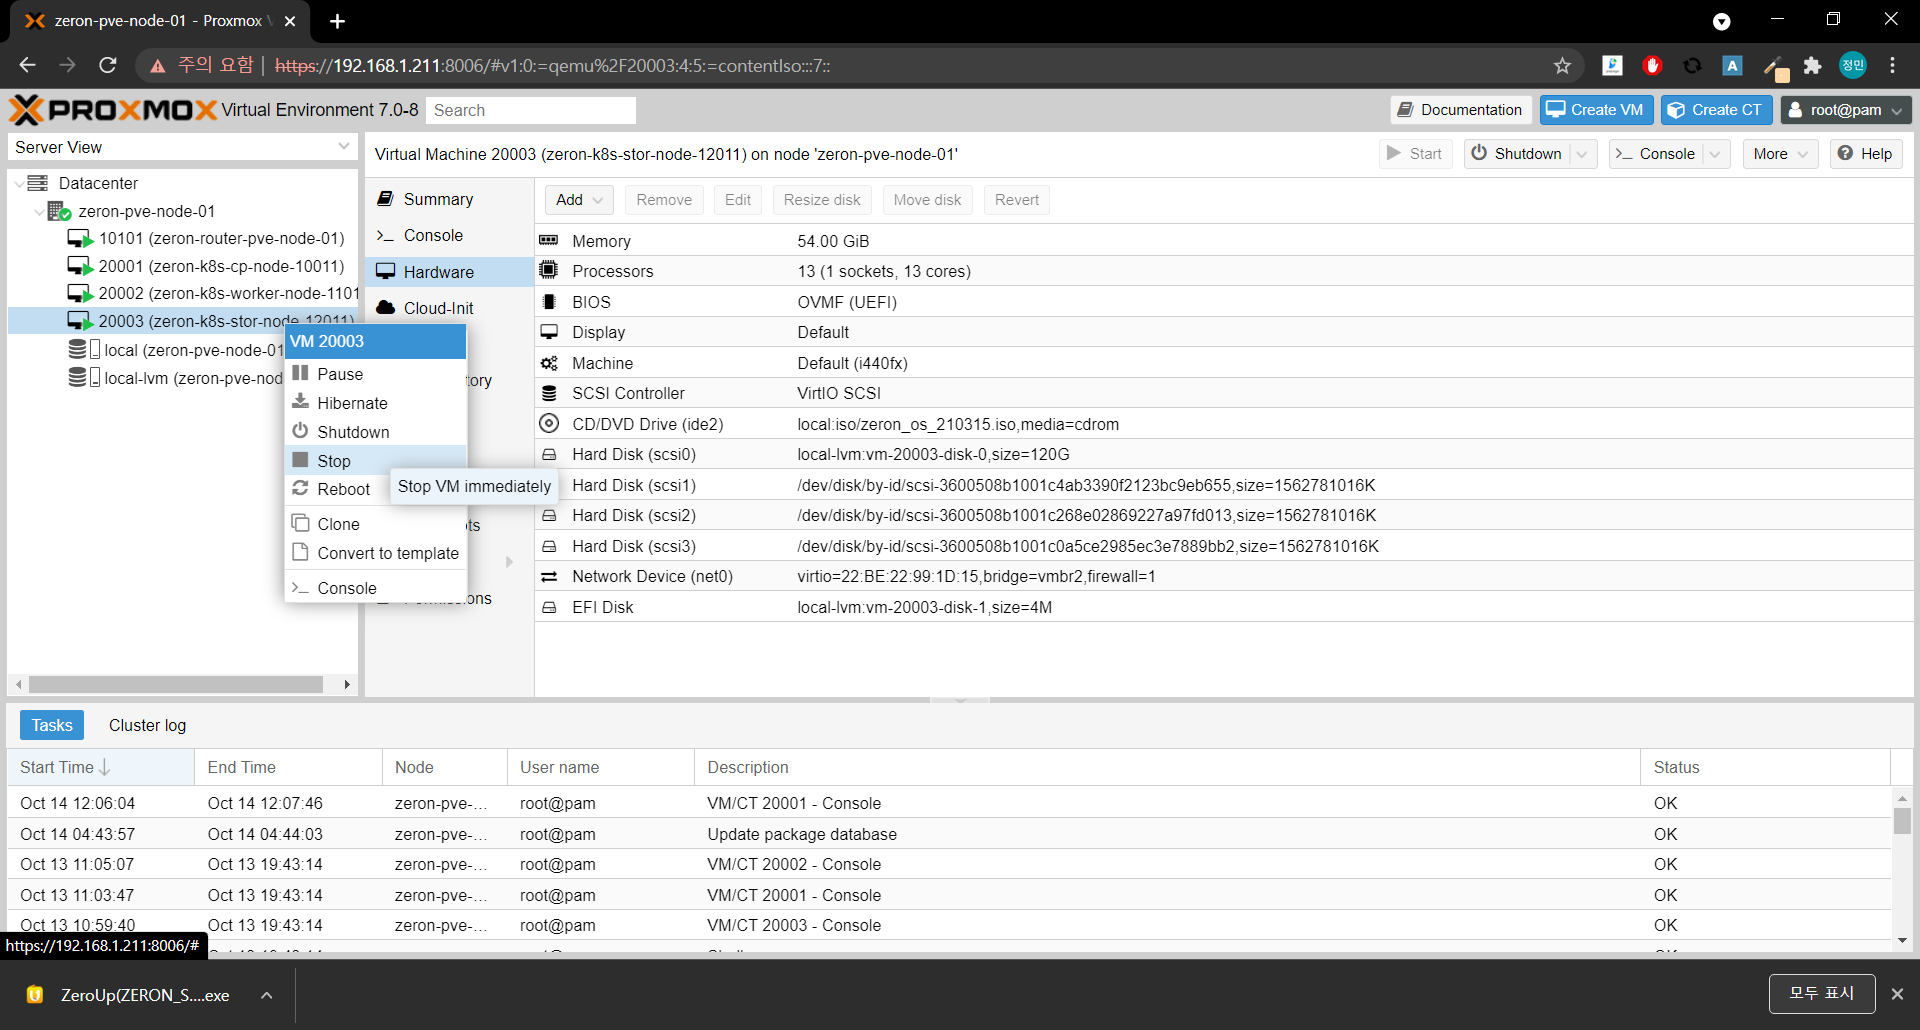 zeron-pve-node-01 - Proxmox
주의 요함 https://192.168.1.211:8006/#v1:0:=qemu%2F20003:4:5:=contentIso:::7::
정민
PROXMOX Virtual Environment 7.0-8 Search
Documentation Create VM Create CT root@pam
Server View
Virtual Machine 20003 (zeron-k8s-stor-node-12011) on node 'zeron-pve-node-01'
Start Shutdown Console More Help
Datacenter
zeron-pve-node-01
10101 (zeron-router-pve-node-01)
20001 (zeron-k8s-cp-node-10011)
20002 (zeron-k8s-worker-node-1101
20003 (zeron-k8s-stor-node-12011)
local (zeron-pve-node-01
local-lvm (zeron-pve-nod
VM 20003
Pause
Hibernate
Shutdown
Stop
Reboot
Stop VM immediately
Clone
Convert to template
Console
Summary
Console
Hardware
Cloud-Init
tory
ts
Permissions
Add Remove Edit Resize disk Move disk Revert
Memory 54.00 GiB
Processors 13 (1 sockets, 13 cores)
BIOS OVMF (UEFI)
Display Default
Machine Default (i440fx)
SCSI Controller VirtIO SCSI
CD/DVD Drive (ide2) local:iso/zeron_os_210315.iso,media=cdrom
Hard Disk (scsi0) local-lvm:vm-20003-disk-0,size=120G
Hard Disk (scsi1) /dev/disk/by-id/scsi-3600508b1001c4ab3390f2123bc9eb655,size=1562781016K
Hard Disk (scsi2) /dev/disk/by-id/scsi-3600508b1001c268e02869227a97fd013,size=1562781016K
Hard Disk (scsi3) /dev/disk/by-id/scsi-3600508b1001c0a5ce2985ec3e7889bb2,size=1562781016K
Network Device (net0) virtio=22:BE:22:99:1D:15,bridge=vmbr2,firewall=1
EFI Disk local-lvm:vm-20003-disk-1,size=4M
Tasks Cluster log
Start Time End Time Node User name Description Status
Oct 14 12:06:04 Oct 14 12:07:46 zeron-pve-... root@pam VM/CT 20001 - Console OK
Oct 14 04:43:57 Oct 14 04:44:03 zeron-pve-... root@pam Update package database OK
Oct 13 11:05:07 Oct 13 19:43:14 zeron-pve-... root@pam VM/CT 20002 - Console OK
Oct 13 11:03:47 Oct 13 19:43:14 zeron-pve-... root@pam VM/CT 20001 - Console OK
Oct 13 10:59:40 Oct 13 19:43:14 zeron-pve-... root@pam VM/CT 20003 - Console OK
https://192.168.1.211:8006/#
ZeroUp(ZERON_S....exe
모두 표시